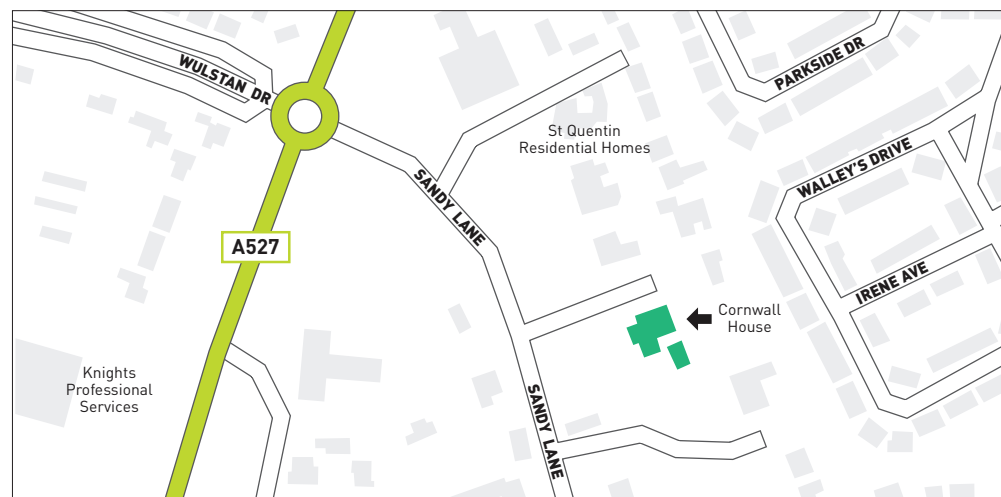 WULSTAN DR
PARKSIDE DR
St Quentin
Residential Homes
WALLEY'S DRIVE
SANDY LANE
A527
IRENE AVE
Cornwall
House
Knights
Professional
Services
SANDY LANE